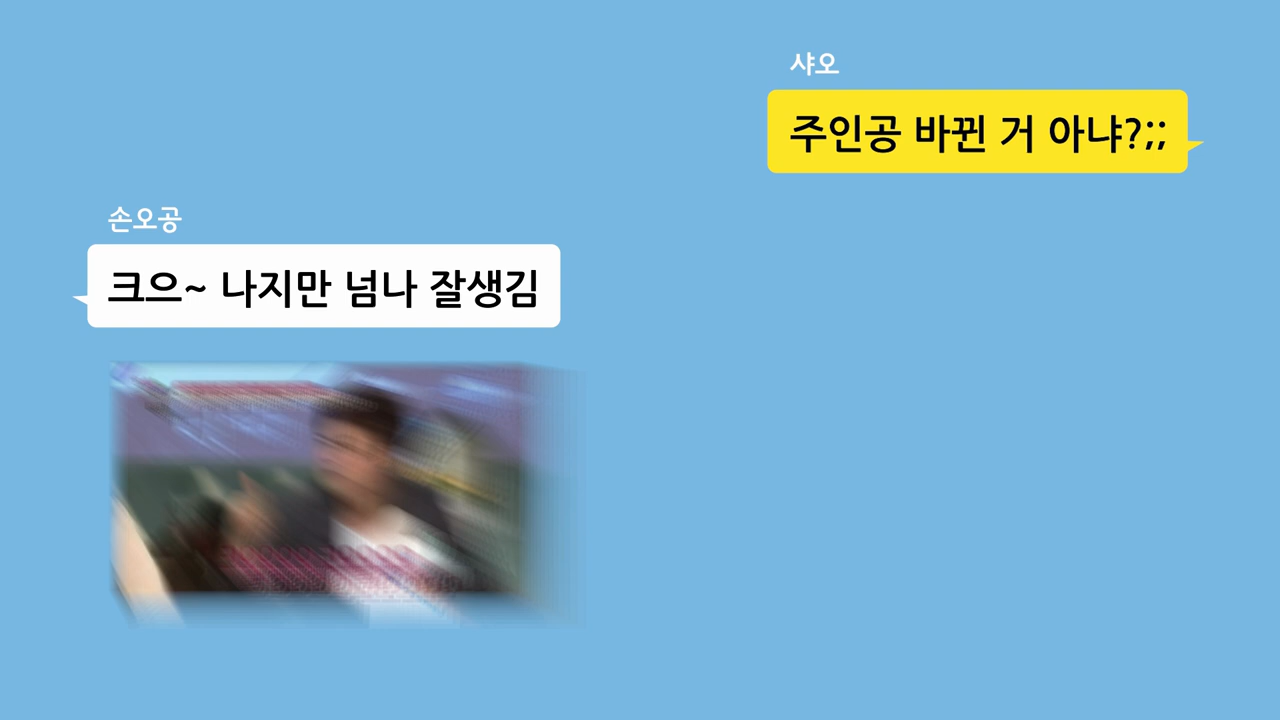 샤오
주인공 바뀐 거 아냐?;;
손오공
크으~ 나지만 넘나 잘생김